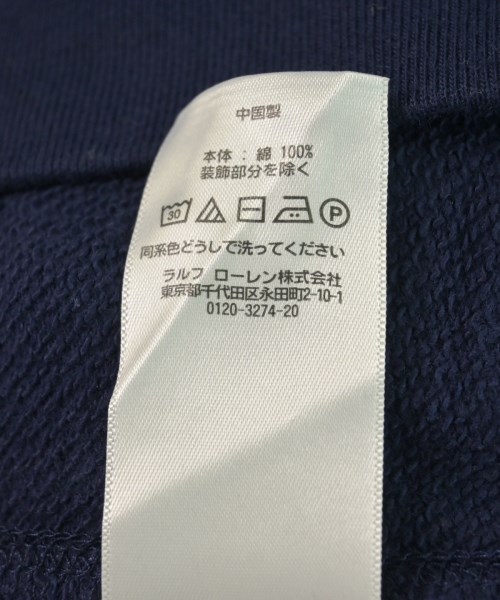 中国製
本体 : 綿 100%
装飾部分を除く
30 P
同系色どうしで洗ってください
ラルフ ローレン株式会社
東京都千代田区永田町2-10-1
0120-3274-20